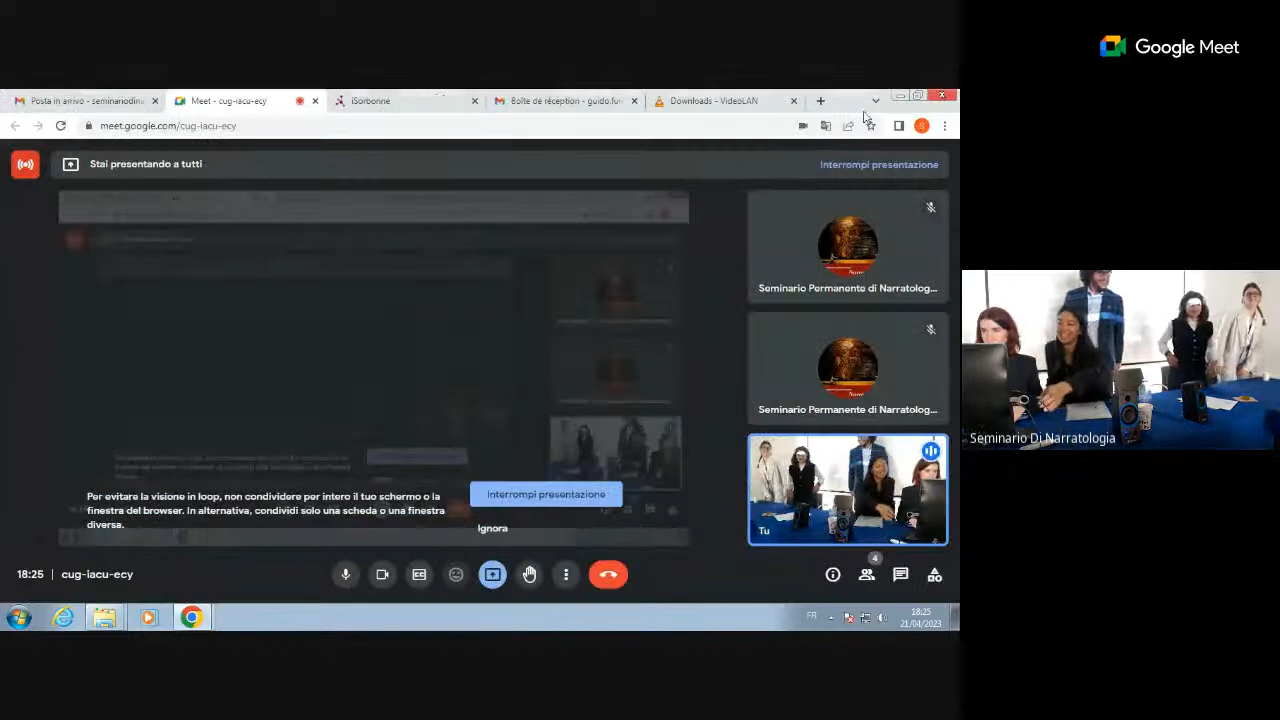 Google Meet
Posta in arrivo - seminariodina
Meet - cug-iacu-ecy
iSorbonne
Boîte de réception - guido.fur
Downloads - VideoLAN
meet.google.com/cug-iacu-ecy
S
Stai presentando a tutti
Interrompi presentazione
Seminario Permanente di Narratolog...
Seminario Permanente di Narratolog...
Tu
Per evitare la visione in loop, non condividere per intero il tuo schermo o la
finestra del browser. In alternativa, condividi solo una scheda o una finestra
diversa.
Interrompi presentazione
Ignora
Seminario Di Narratologia
18:25 | cug-iacu-ecy
4
FR
18:25
21/04/2023